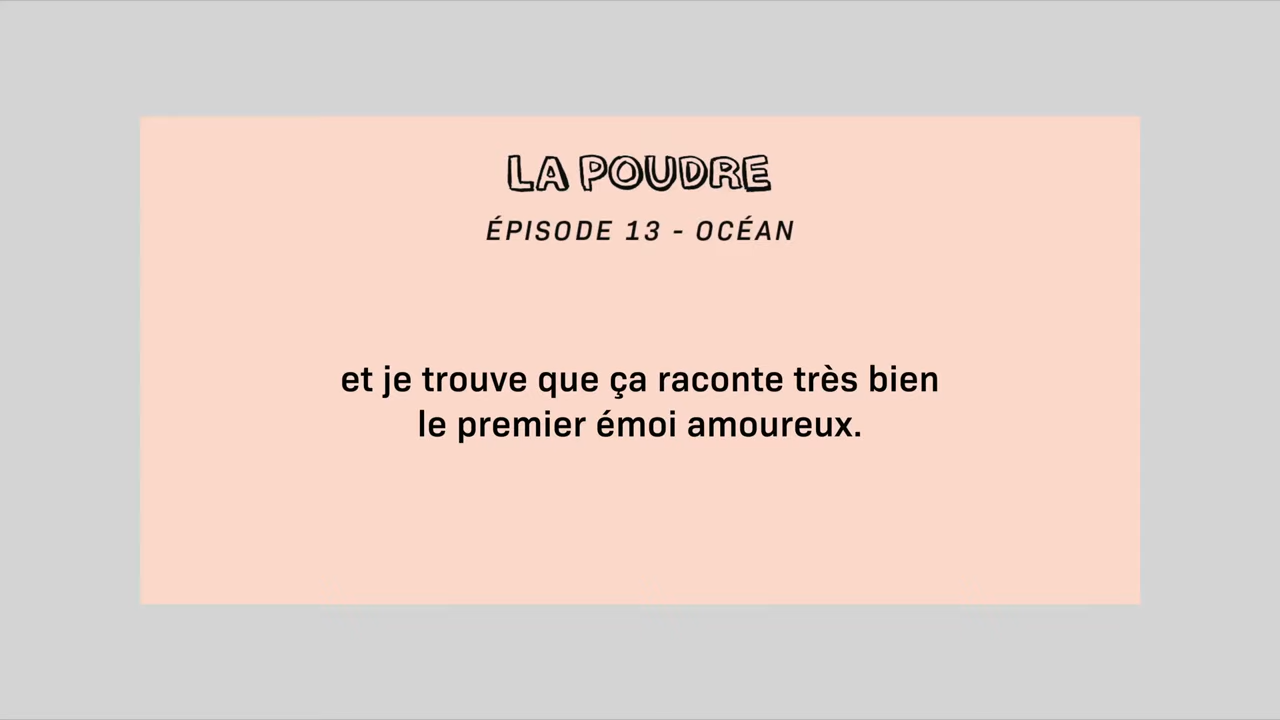 LA POUDRE
ÉPISODE 13 - OCÉAN
et je trouve que ça raconte très bien
le premier émoi amoureux.